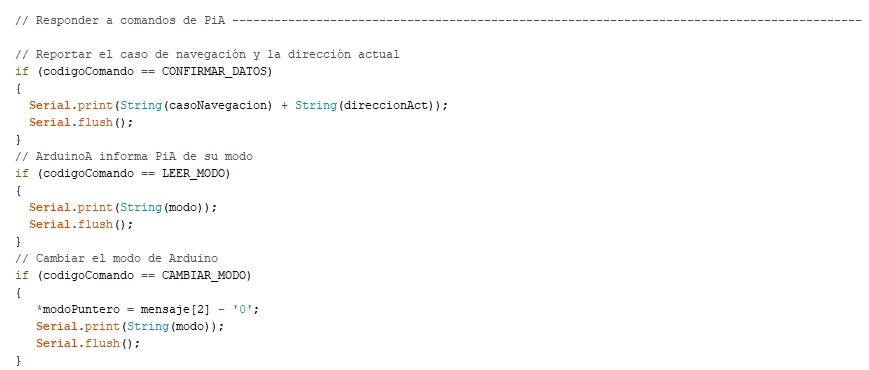 // Responder a comandos de PiA ------------------------------------------------------------------------------------------
// Reportar el caso de navegación y la dirección actual
if (codigoComando == CONFIRMAR_DATOS)
{
  Serial.print(String(casoNavegacion) + String(direccionAct));
  Serial.flush();
}
// ArduinoA informa PiA de su modo
if (codigoComando == LEER_MODO)
{
  Serial.print(String(modo));
  Serial.flush();
}
// Cambiar el modo de Arduino
if (codigoComando == CAMBIAR_MODO)
{
   *modoPuntero = mensaje[2] - '0';
   Serial.print(String(modo));
   Serial.flush();
}